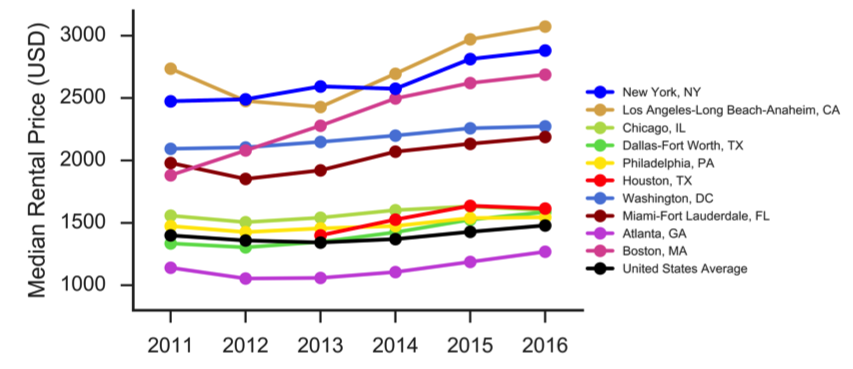 Median Rental Price (USD)
3000
2500
2000
1500
1000
2011 2012 2013 2014 2015 2016
New York, NY
Los Angeles-Long Beach-Anaheim, CA
Chicago, IL
Dallas-Fort Worth, TX
Philadelphia, PA
Houston, TX
Washington, DC
Miami-Fort Lauderdale, FL
Atlanta, GA
Boston, MA
United States Average